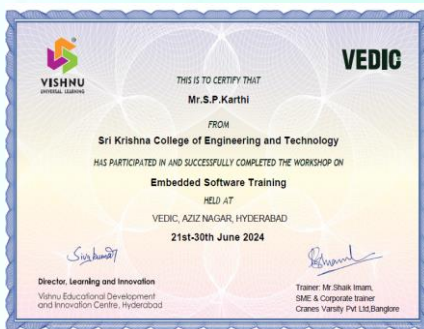 VISHNU
UNIVERSAL LEARNING
VEDIC
THIS IS TO CERTIFY THAT
Mr.S.P.Karthi
FROM
Sri Krishna College of Engineering and Technology
HAS PARTICIPATED IN AND SUCCESSFULLY COMPLETED THE WORKSHOP ON
Embedded Software Training
HELD AT
VEDIC, AZIZ NAGAR, HYDERABAD
21st-30th June 2024
Director, Learning and Innovation
Vishnu Educational Development
and Innovation Centre, Hyderabad
Trainer: Mr.Shaik Imam,
SME & Corporate trainer
Cranes Varsity Pvt Ltd,Banglore